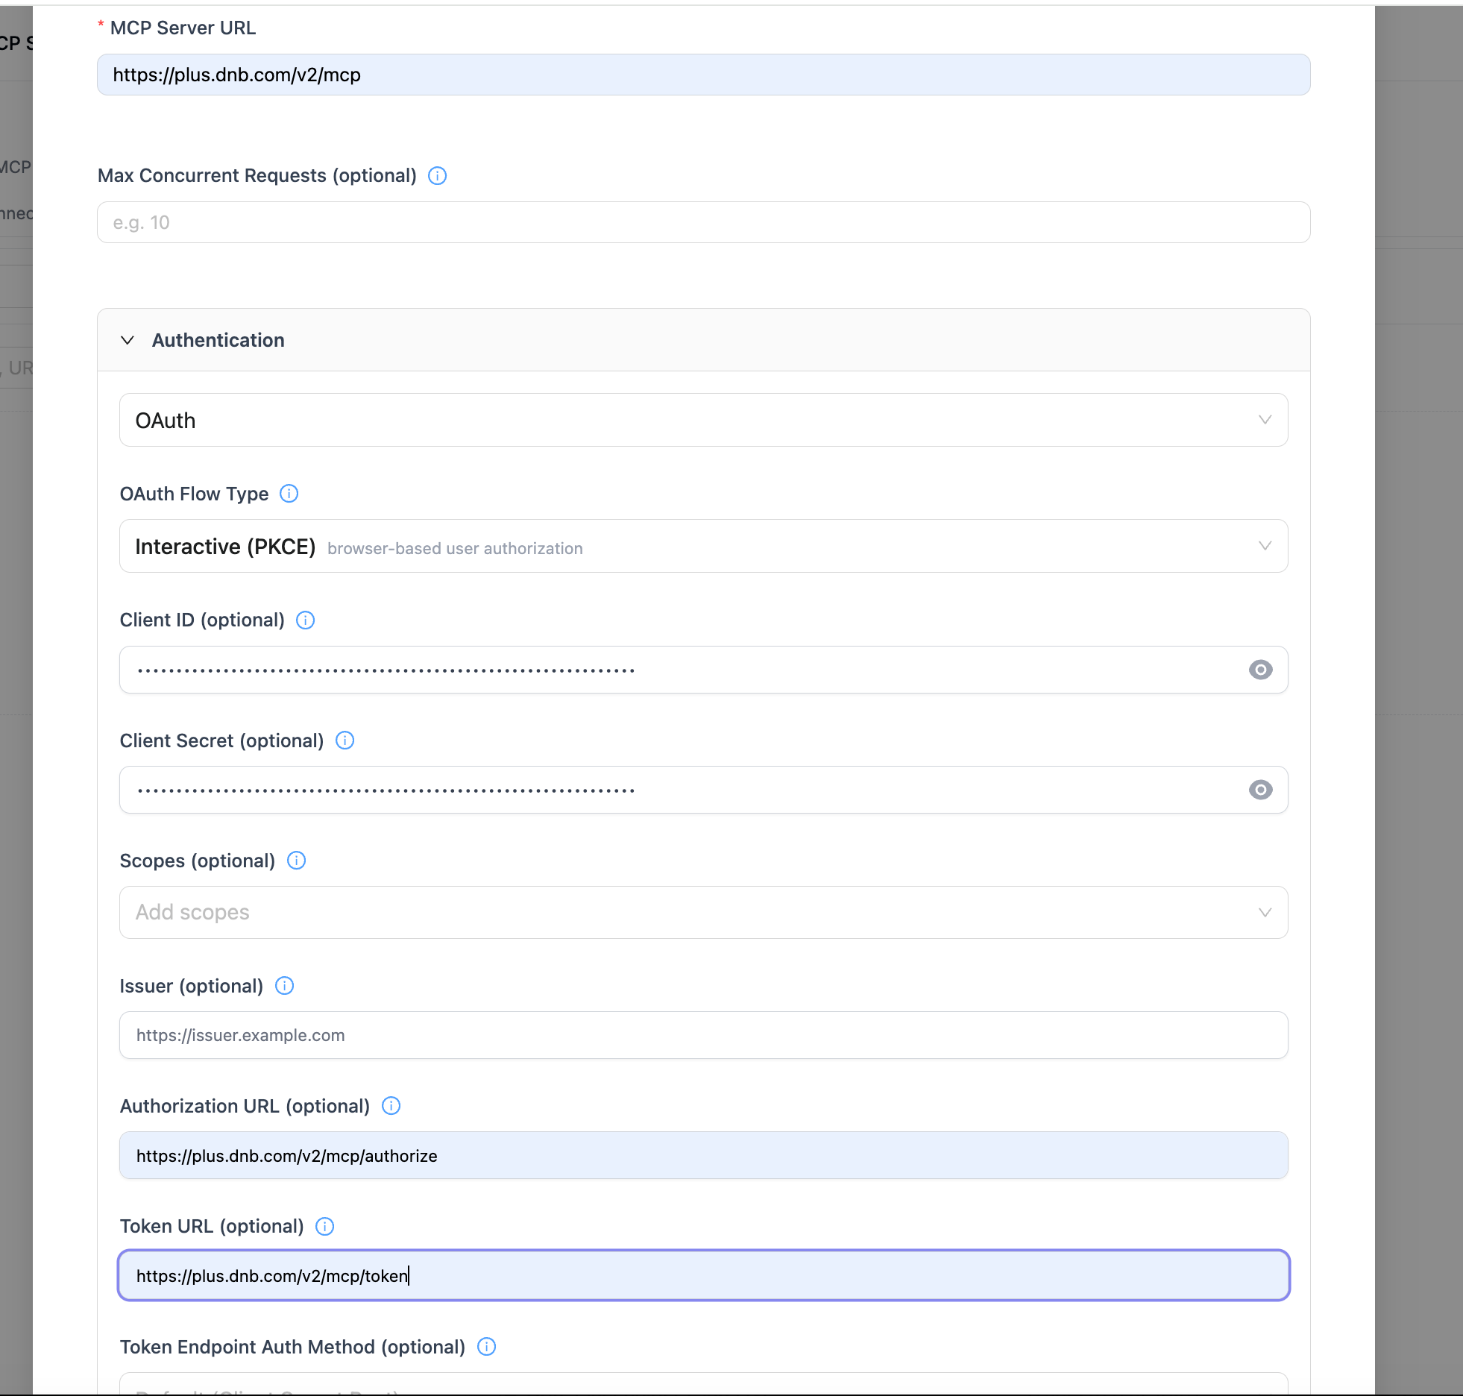 * MCP Server URL
https://plus.dnb.com/v2/mcp
MCP
Max Concurrent Requests (optional)
e.g. 10
Authentication
OAuth
, UR
OAuth Flow Type
Interactive (PKCE) browser-based user authorization
Client ID (optional)
Client Secret (optional)
Scopes (optional)
Add scopes
Issuer (optional)
https://issuer.example.com
Authorization URL (optional)
https://plus.dnb.com/v2/mcp/authorize
Token URL (optional)
https://plus.dnb.com/v2/mcp/token
Token Endpoint Auth Method (optional)